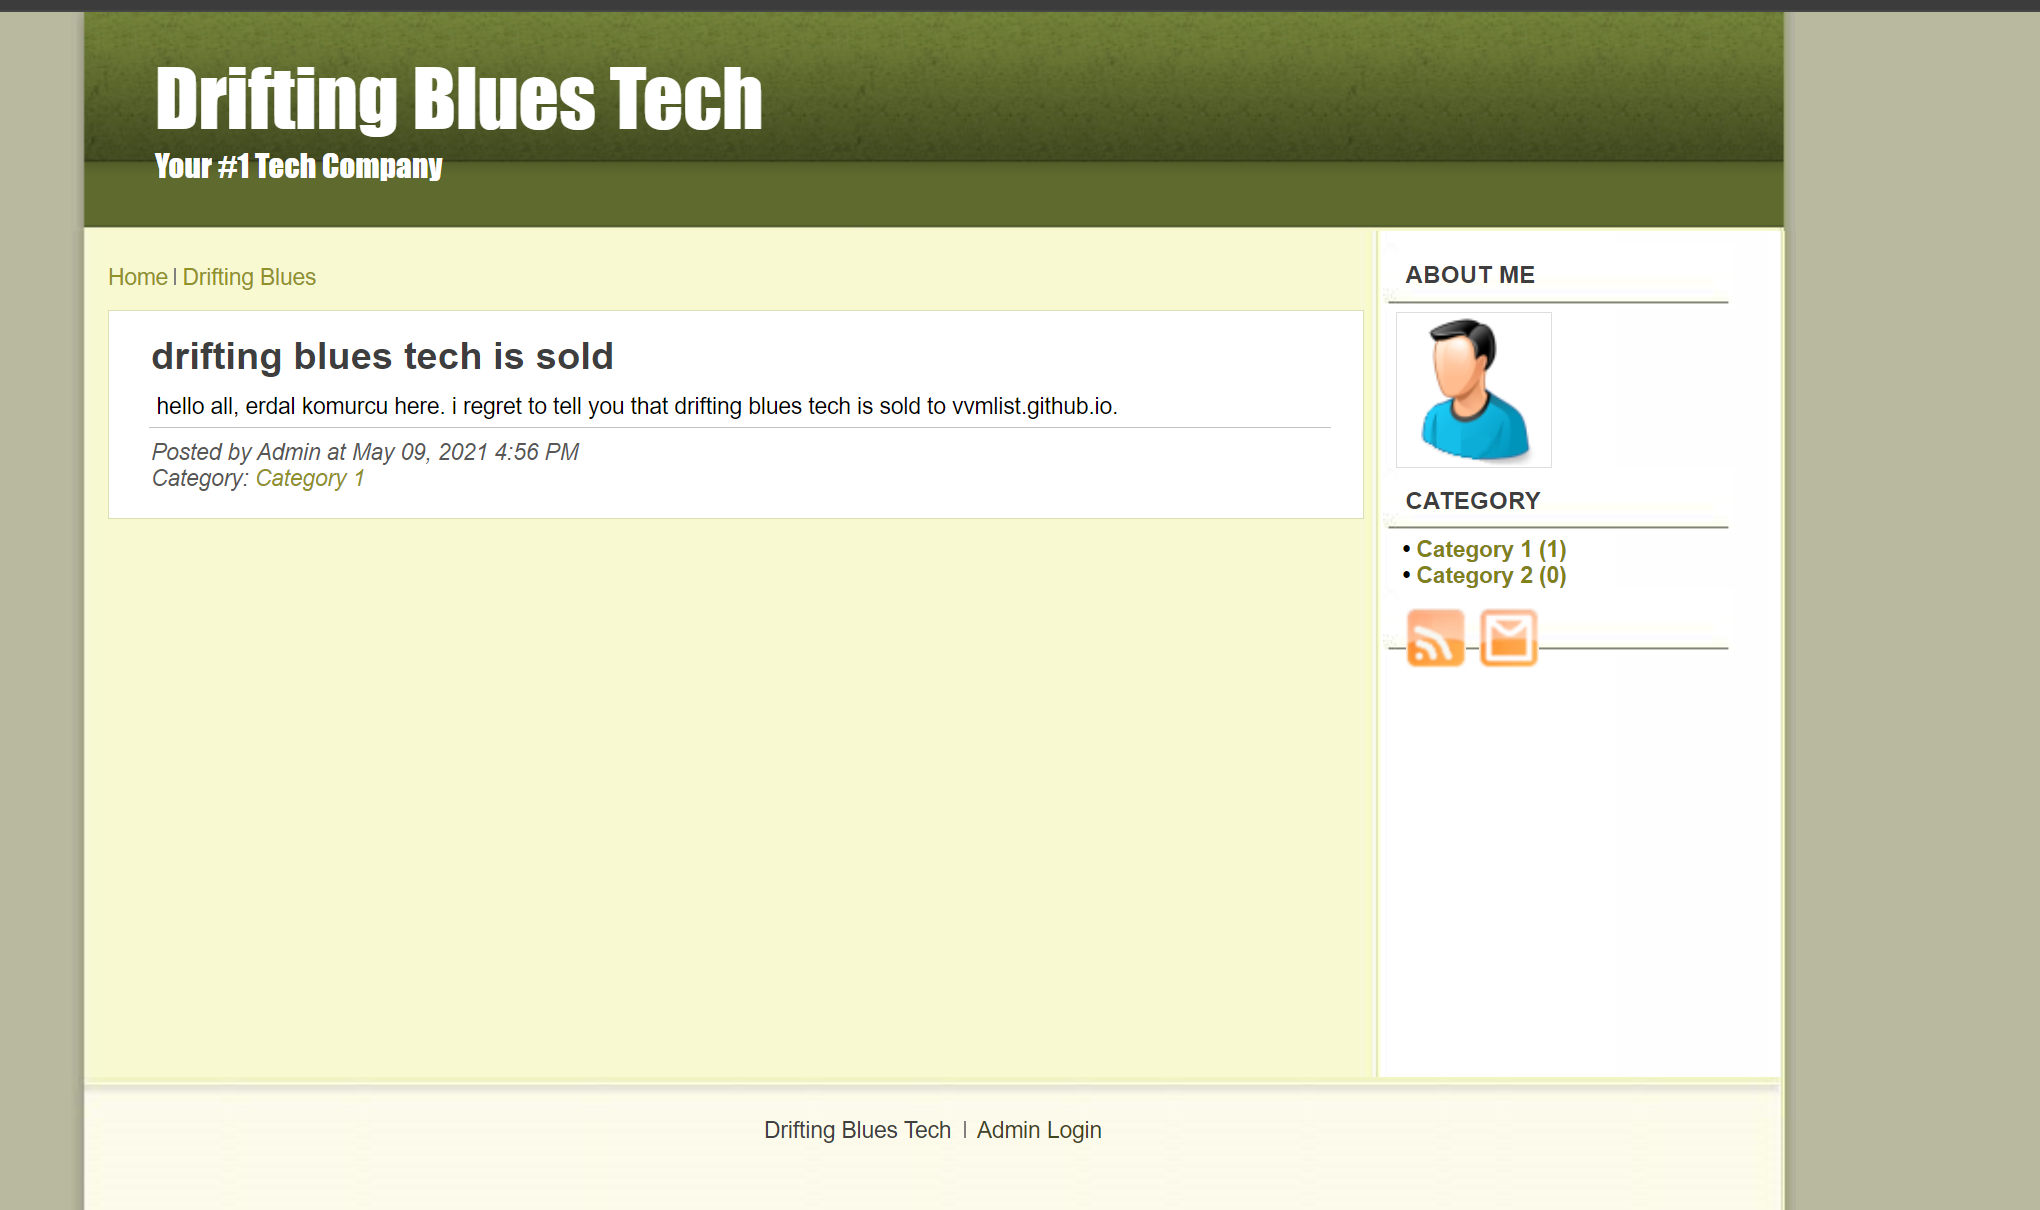 Drifting Blues Tech
Your #1 Tech Company
Home | Drifting Blues
drifting blues tech is sold
hello all, erdal komurcu here. i regret to tell you that drifting blues tech is sold to vvmlist.github.io.
Posted by Admin at May 09, 2021 4:56 PM
Category: Category 1
ABOUT ME
CATEGORY
• Category 1 (1)
• Category 2 (0)
Drifting Blues Tech | Admin Login